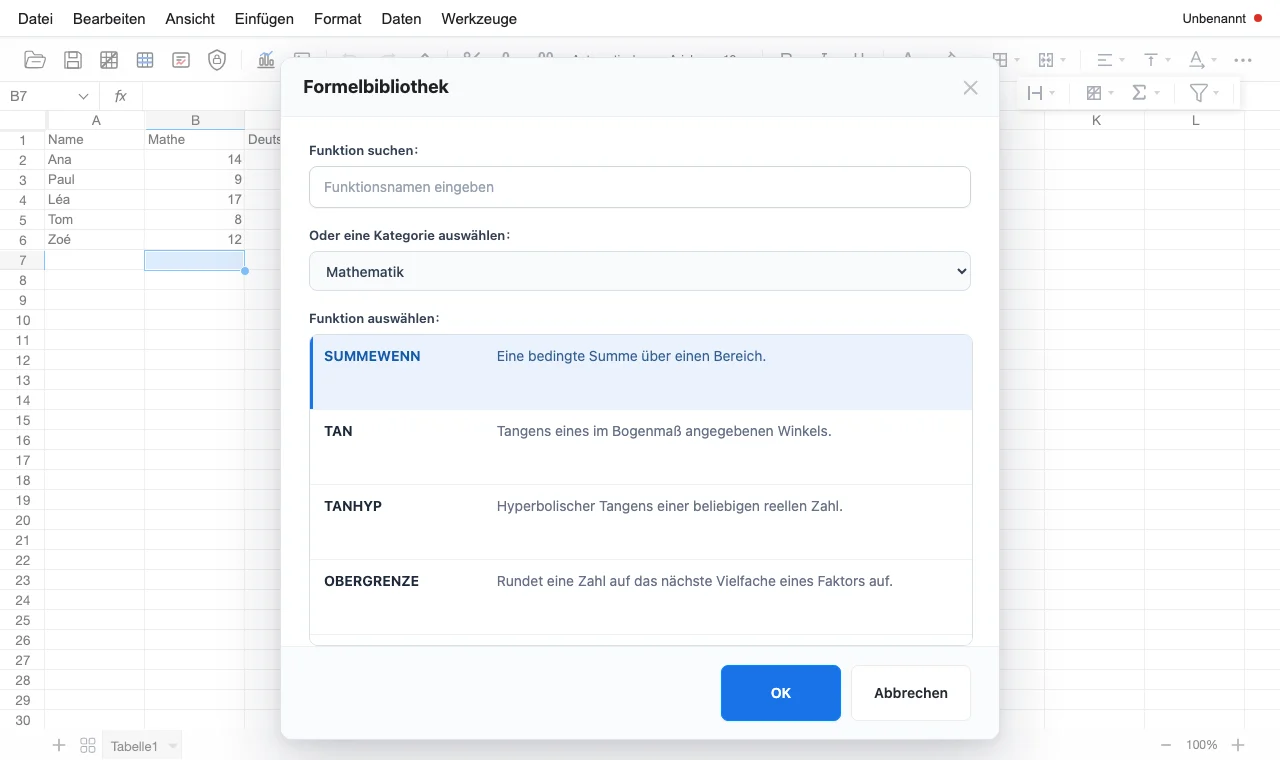 Datei Bearbeiten Ansicht Einfügen Format Daten Werkzeuge Unbenannt
B7 fx
A B K L
1 Name Mathe Deuts
2 Ana 14
3 Paul 9
4 Léa 17
5 Tom 8
6 Zoé 12
7
8
9
10
11
12
13
14
15
16
17
18
19
20
21
22
23
24
25
26
27
28
29
30
Formelbibliothek
Funktion suchen:
Funktionsnamen eingeben
Oder eine Kategorie auswählen:
Mathematik
Funktion auswählen:
SUMMEWENN Eine bedingte Summe über einen Bereich.
TAN Tangens eines im Bogenmaß angegebenen Winkels.
TANHYP Hyperbolischer Tangens einer beliebigen reellen Zahl.
OBERGRENZE Rundet eine Zahl auf das nächste Vielfache eines Faktors auf.
OK Abbrechen
Tabelle1 100%